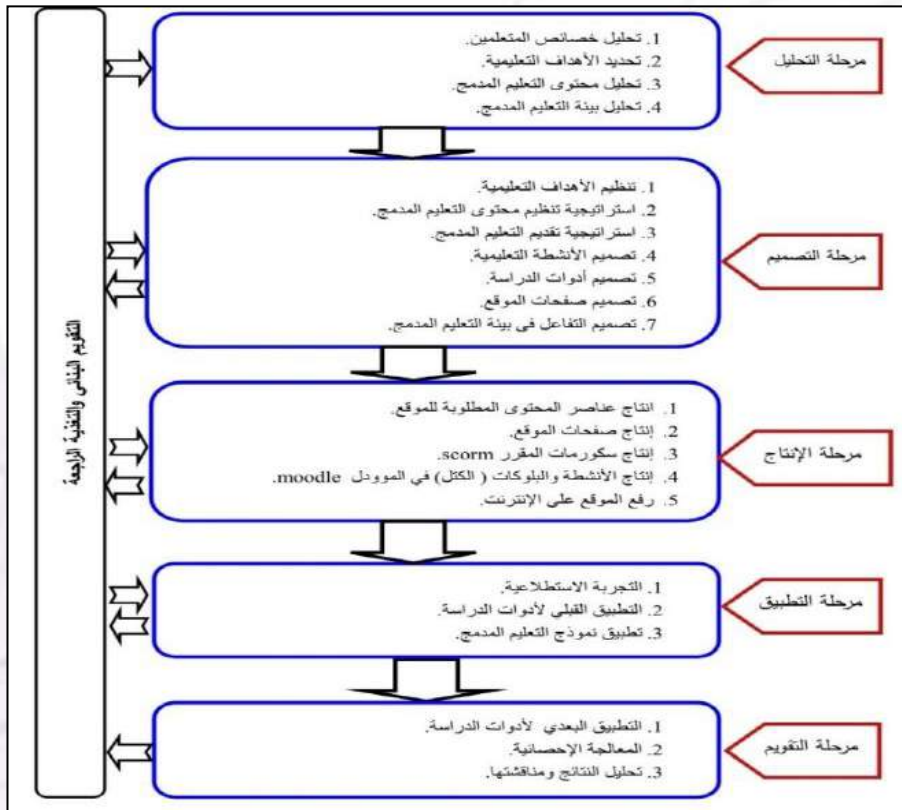 مرحلة التحليل
1. تحليل خصائص المتعلمين.
2. تحديد الأهداف التعليمية.
3. تحليل محتوى التعليم المدمج.
4. تحليل بيئة التعليم المدمج.
مرحلة التصميم
1. تنظيم الأهداف التعليمية.
2. استراتيجية تنظيم محتوى التعليم المدمج.
3. استراتيجية تقديم التعليم المدمج.
4. تصميم الأنشطة التعليمية.
5. تصميم أدوات الدراسة.
6. تصميم صفحات الموقع.
7. تصميم التفاعل في بيئة التعليم المدمج.
مرحلة الإنتاج
1. انتاج عناصر المحتوى المطلوبة للموقع.
2. إنتاج صفحات الموقع.
3. إنتاج سكورمات المقرر scorm.
4. إنتاج الأنشطة والبلوكات ( الكتل) في الموودل moodle.
5. رفع الموقع على الإنترنت.
مرحلة التطبيق
1. التجربة الاستطلاعية.
2. التطبيق القبلي لأدوات الدراسة.
3. تطبيق نموذج التعليم المدمج.
مرحلة التقويم
1. التطبيق البعدي لأدوات الدراسة.
2. المعالجة الإحصائية.
3. تحليل النتائج ومناقشتها.
التقويم البنائي والتغذية الراجعة